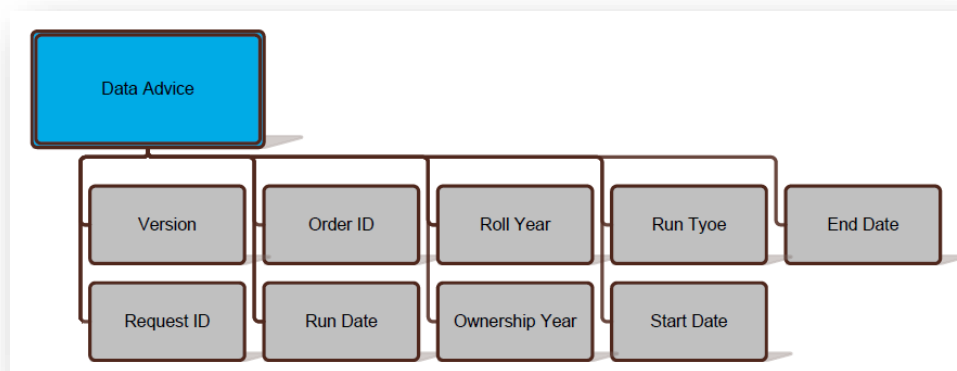 Data Advice
Version
Order ID
Roll Year
Run Tyoe
End Date
Request ID
Run Date
Ownership Year
Start Date